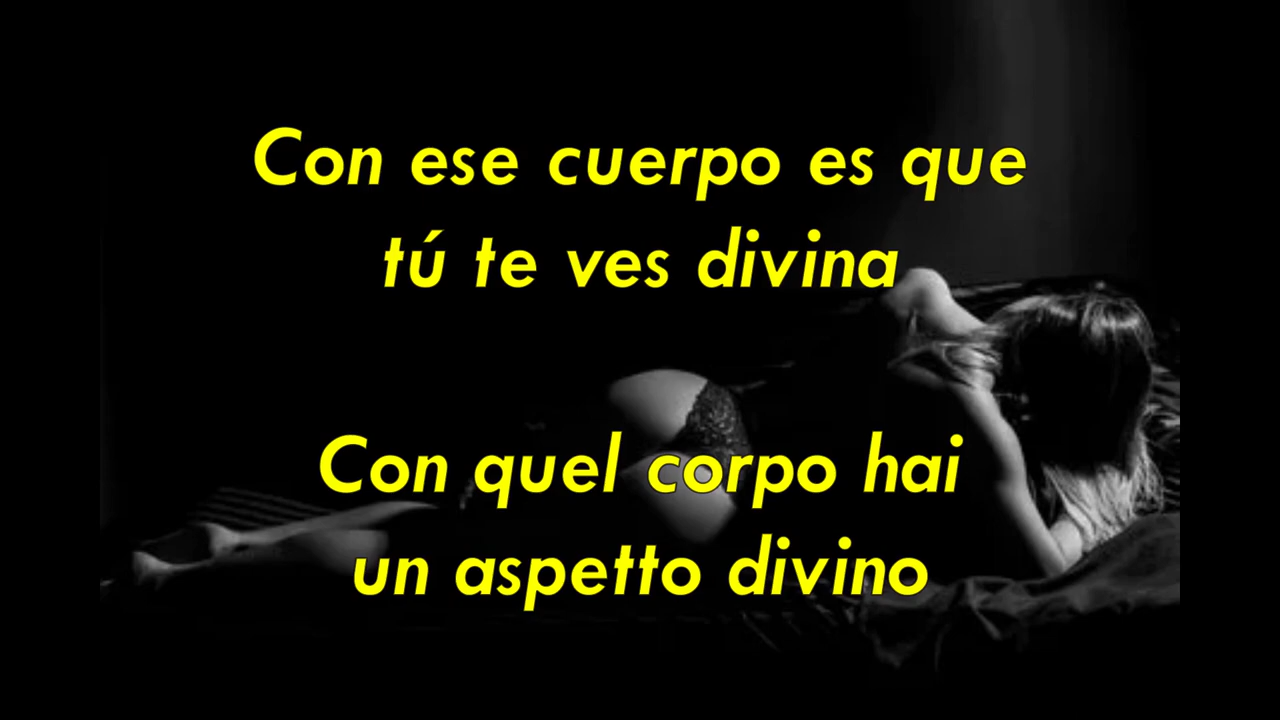 Con ese cuerpo es que
tú te ves divina
Con quel corpo hai
un aspetto divino